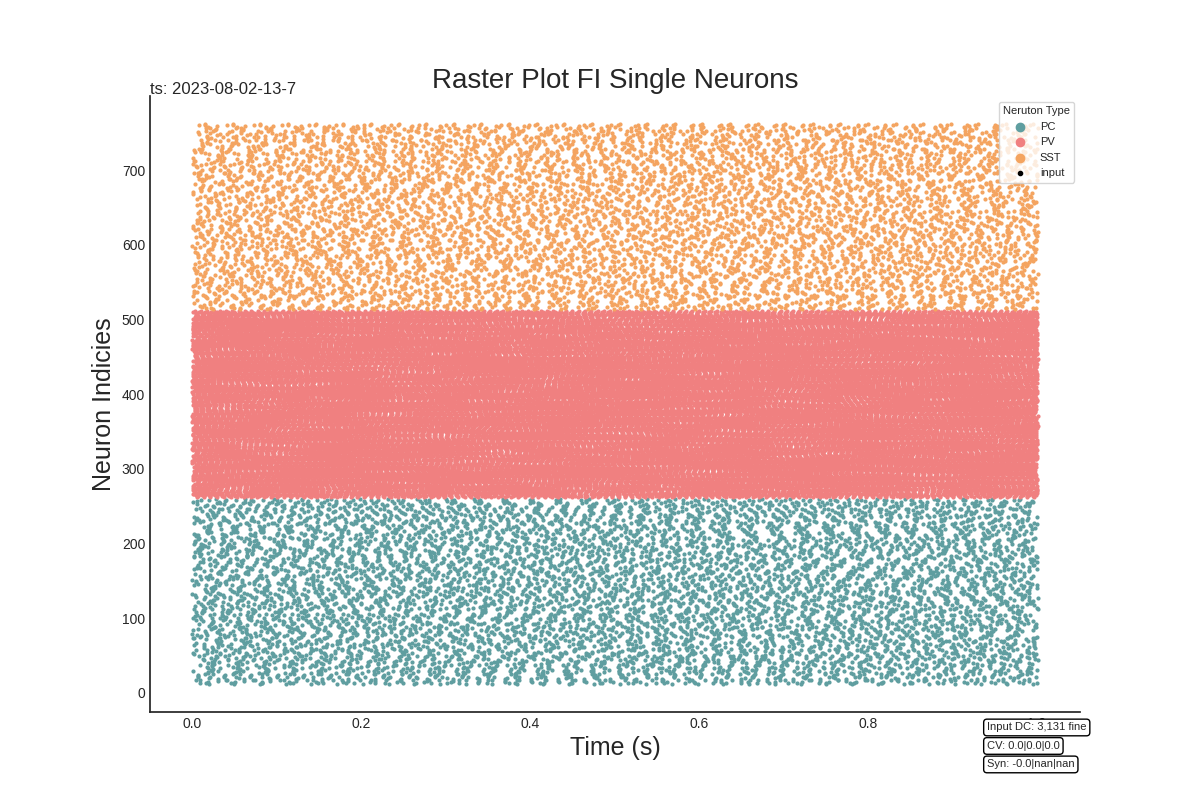 Raster Plot FI Single Neurons
ts: 2023-08-02-13-7
Neruton Type
PC
PV
SST
input
Neuron Indicies
700
600
500
400
300
200
100
0
0.0
0.2
0.4
0.6
0.8
Time (s)
Input DC: 3,131 fine
CV: 0.0|0.0|0.0
Syn: -0.0|nan|nan